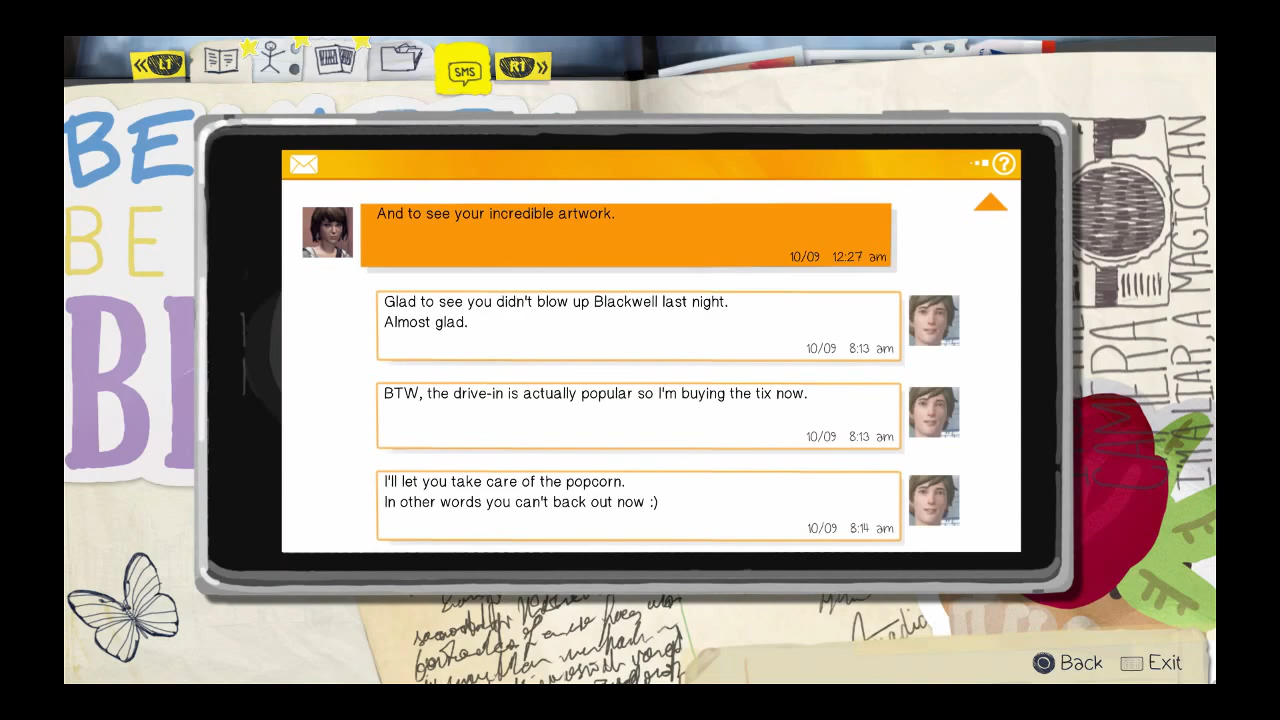 LT
SMS
RT
BE
BE
And to see your incredible artwork.
10/09 12:27 am
Glad to see you didn't blow up Blackwell last night.
Almost glad.
10/09 8:13 am
BTW, the drive-in is actually popular so I'm buying the tix now.
10/09 8:13 am
I'll let you take care of the popcorn.
In other words you can't back out now :)
10/09 8:14 am
CAMERA
LIAR, A MAGICIAN
Back
Exit